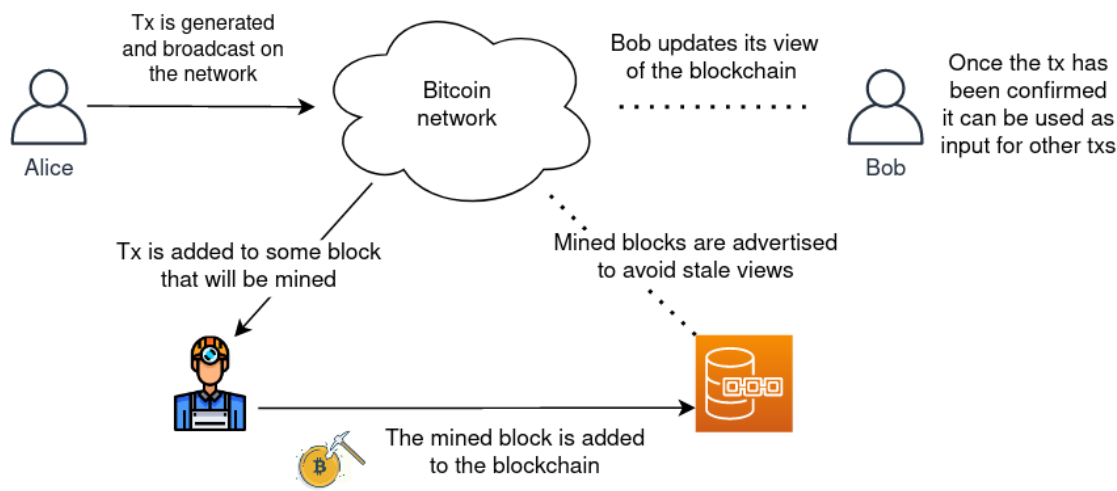 Tx is generated
and broadcast on
the network
Alice
Bitcoin
network
Bob updates its view
of the blockchain
Bob
Once the tx has
been confirmed
it can be used as
input for other txs
Tx is added to some block
that will be mined
Mined blocks are advertised
to avoid stale views
The mined block is added
to the blockchain